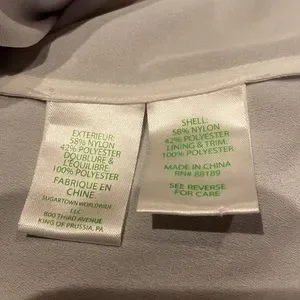 EXTERIEUR:
58% NYLON
42% POLYESTER
DOUBLURE &
L'EQUILIBRE:
100% POLYESTER
FABRIQUE EN
CHINE
SUGARTOWN WORLDWIDE
LLC
800 THIRD AVENUE
KING OF PRUSSIA, PA
SHELL:
58% NYLON
42% POLYESTER
LINING & TRIM:
100% POLYESTER
MADE IN CHINA
RN# 88189
SEE REVERSE
FOR CARE